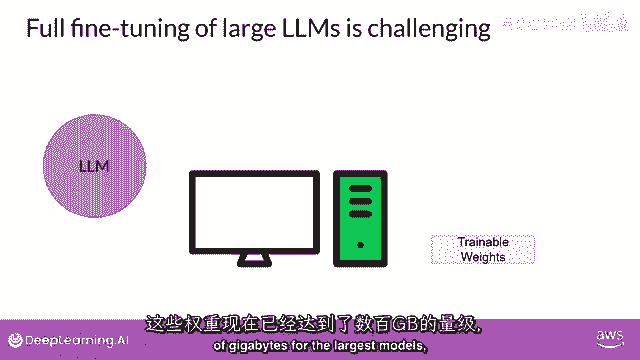 Full fine-tuning of large LLMs is challenging
LLM
Trainable
Weights
这些权重现在已经达到了数百GB的量级,
of gigabytes for the largest models,
DeepLearning.AI
aws